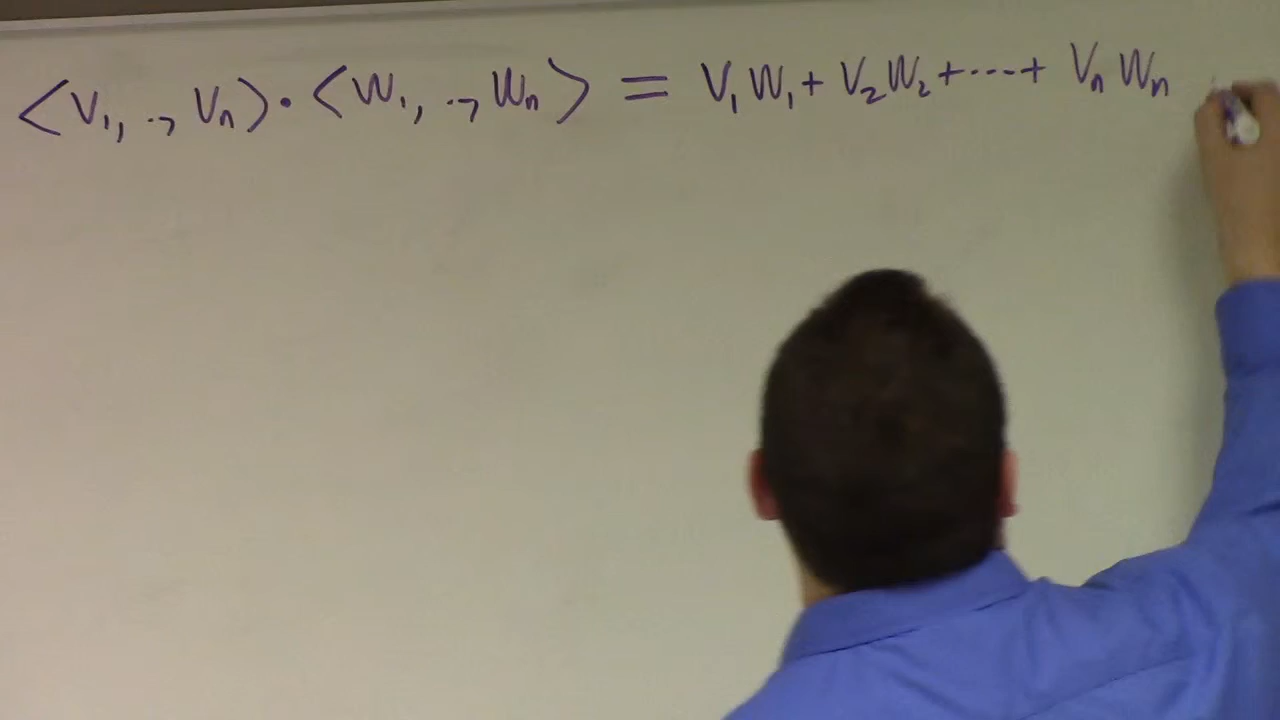 <V₁, .., Vₙ> · <W₁, .., Wₙ> = V₁W₁ + V₂W₂ + ···· + VₙWₙ